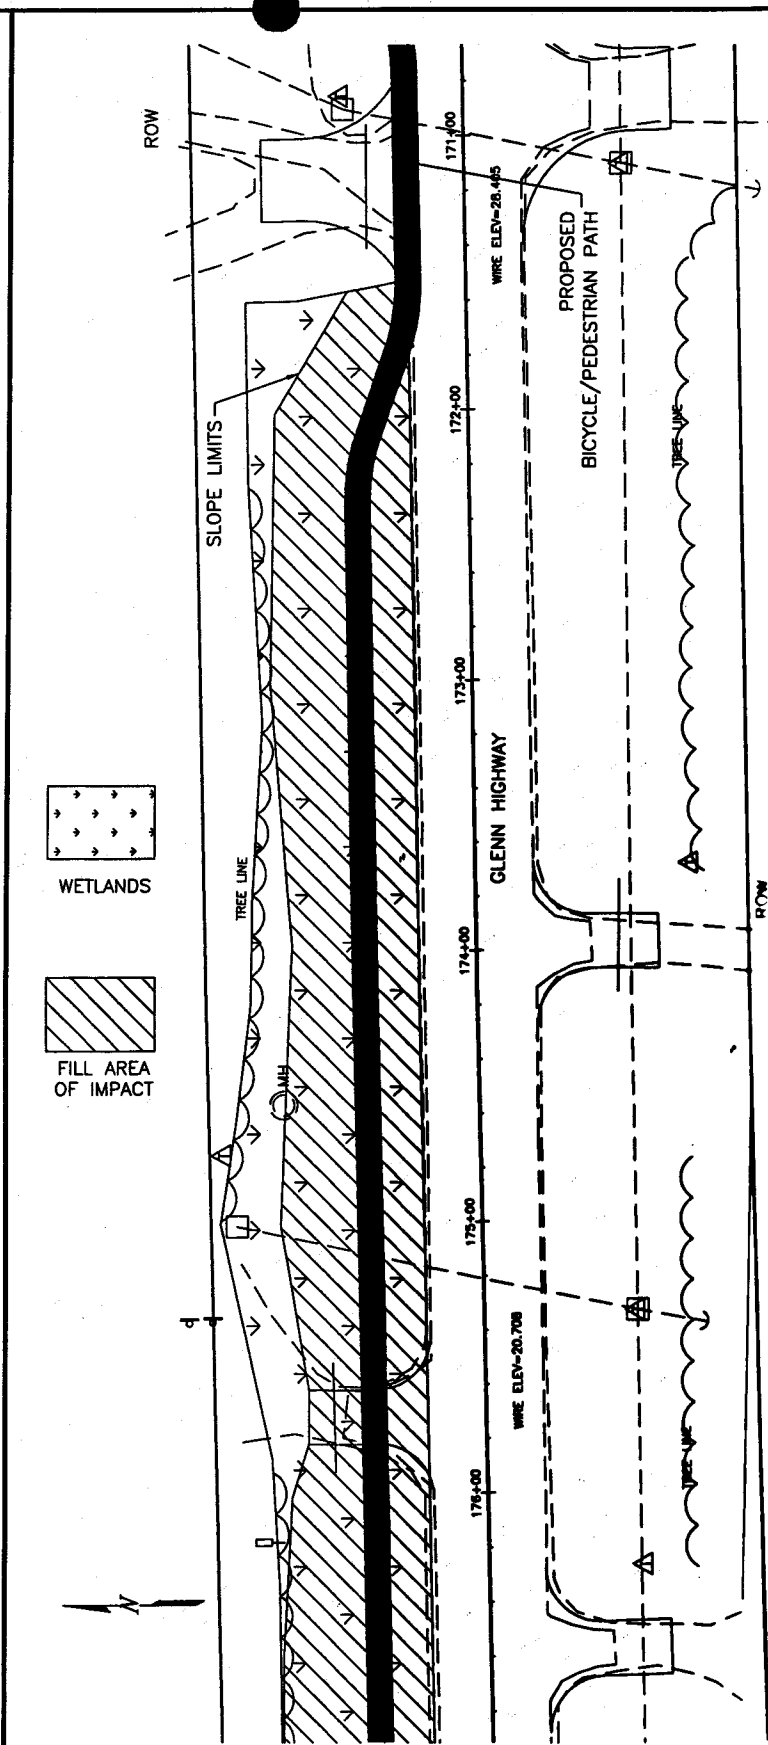 ROW
171+00
WIRE ELEV=28.405
PROPOSED
BICYCLE/PEDESTRIAN PATH
SLOPE LIMITS
172+00
TREE LINE
173+00
GLENN HIGHWAY
WETLANDS
TREE LINE
ROW
174+00
FILL AREA
OF IMPACT
MH
175+00
WIRE ELEV=20.708
TREE LINE
176+00
N